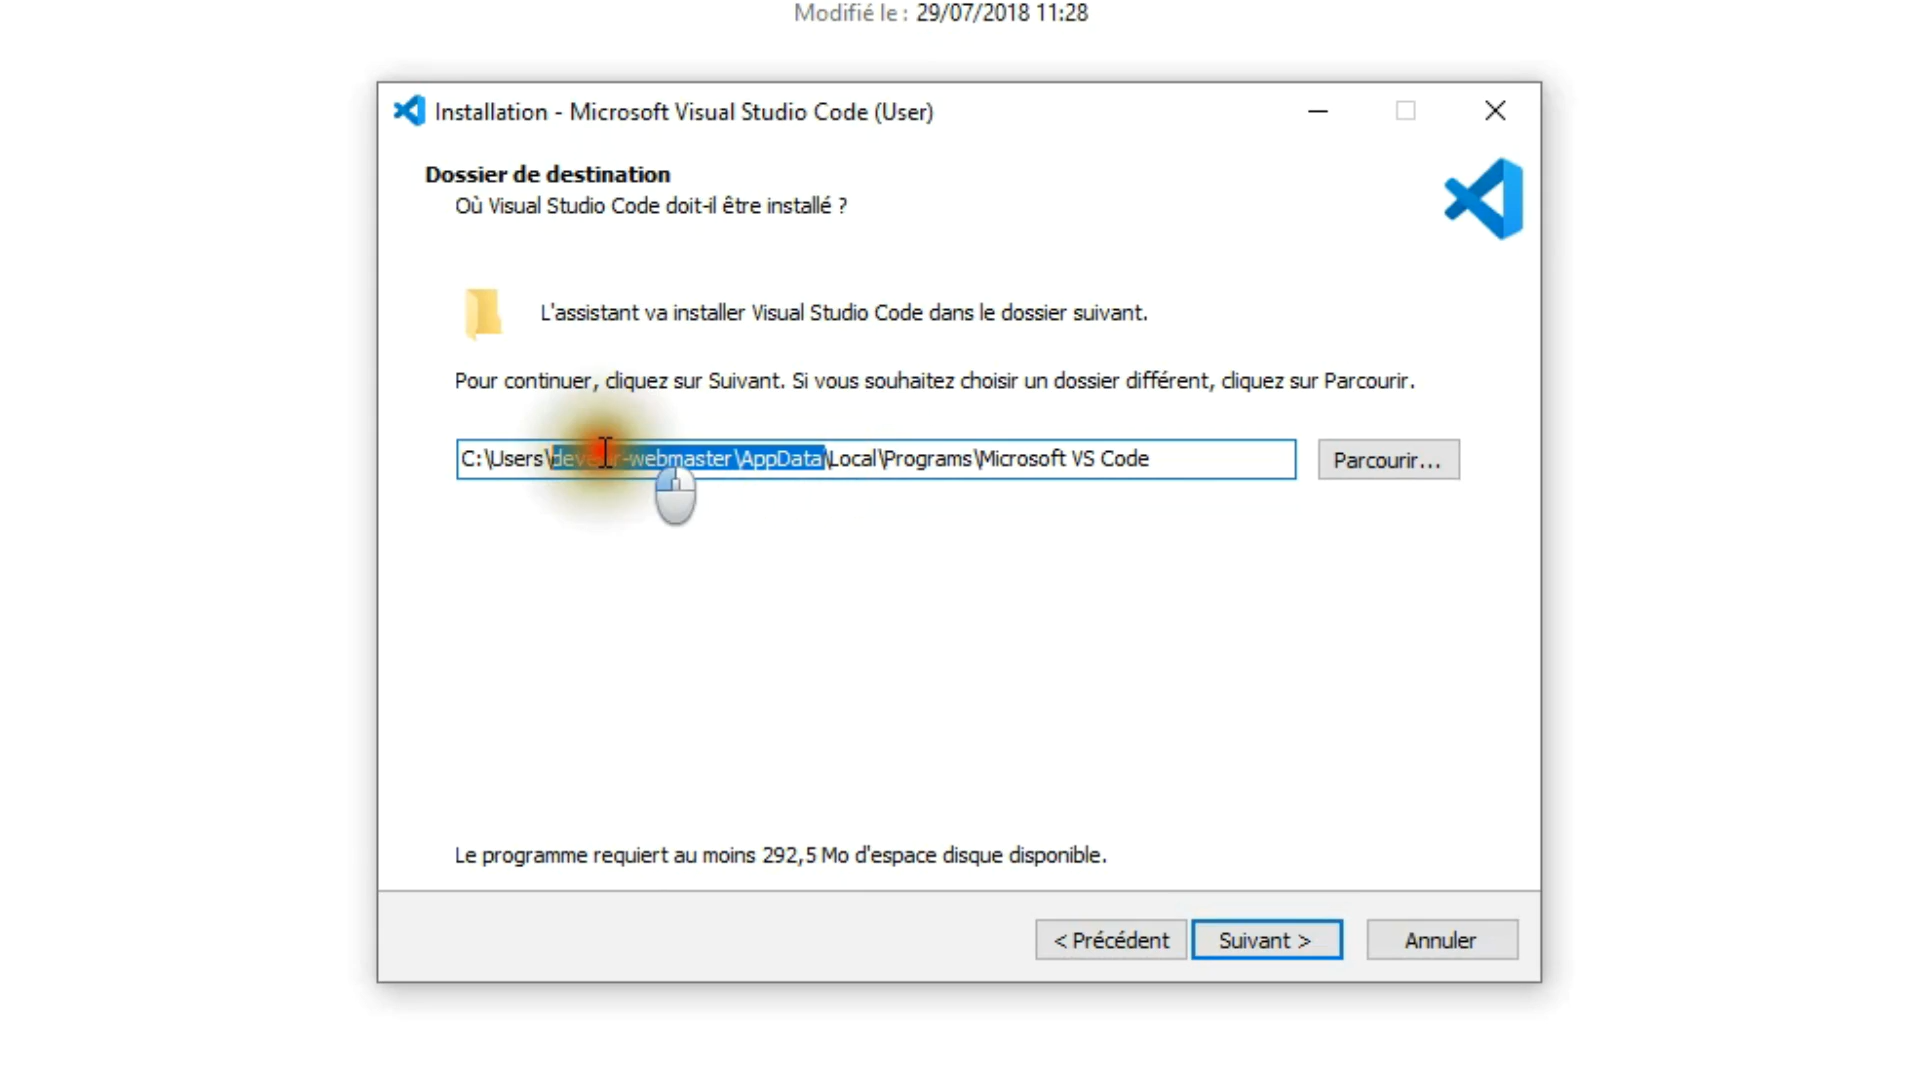 Modifié le : 29/07/2018 11:28
Installation - Microsoft Visual Studio Code (User)
Dossier de destination
Où Visual Studio Code doit-il être installé ?
L'assistant va installer Visual Studio Code dans le dossier suivant.
Pour continuer, cliquez sur Suivant. Si vous souhaitez choisir un dossier différent, cliquez sur Parcourir.
C:\Users\ -webmaster\AppData\Local\Programs\Microsoft VS Code
Parcourir...
Le programme requiert au moins 292,5 Mo d'espace disque disponible.
< Précédent
Suivant >
Annuler